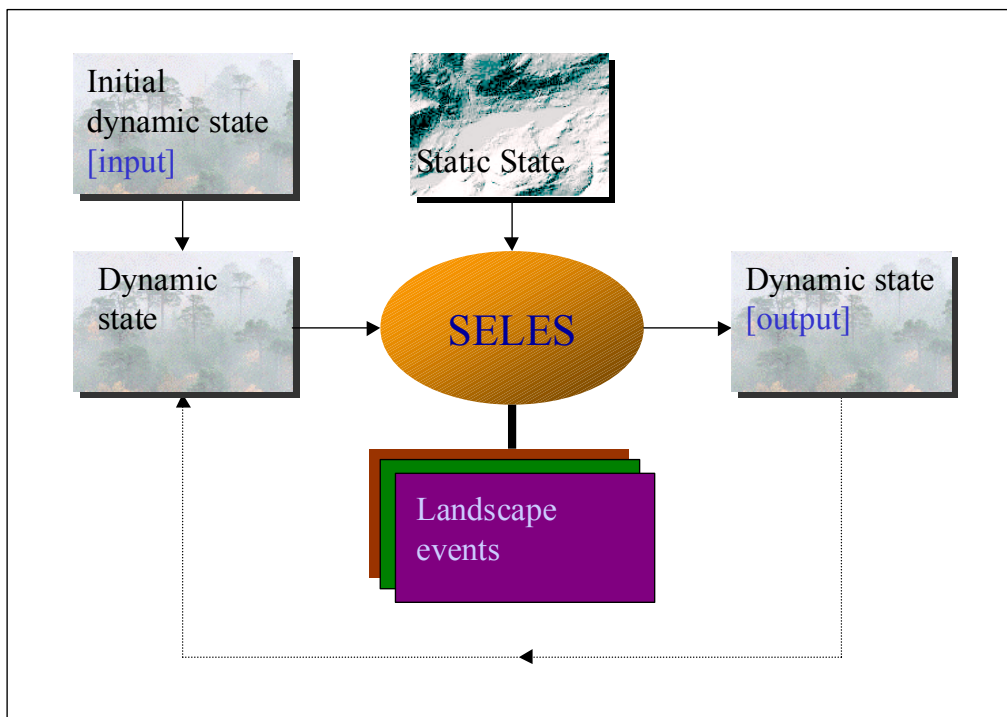 Initial
dynamic state
[input]
Static State
Dynamic
state
SELES
Dynamic state
[output]
Landscape
events